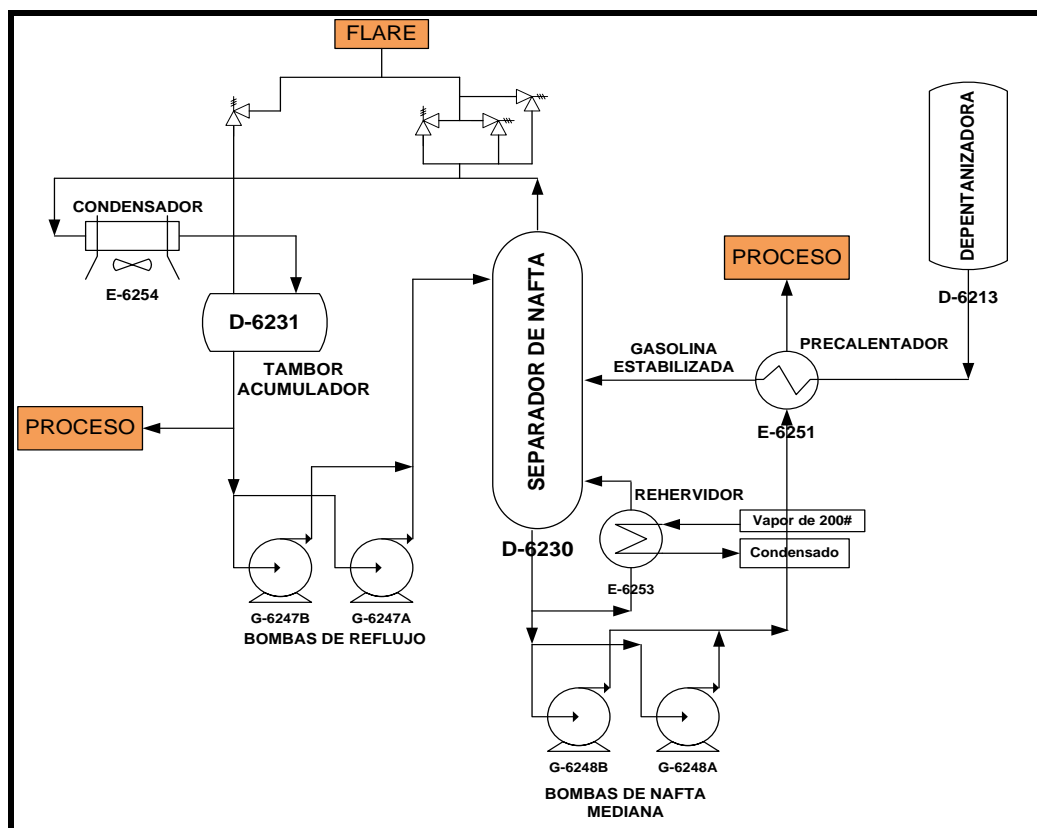 FLARE
DEPENTANIZADORA
D-6213
CONDENSADOR
E-6254
D-6231
TAMBOR
ACUMULADOR
PROCESO
SEPARADOR DE NAFTA
D-6230
PROCESO
GASOLINA
ESTABILIZADA
PRECALENTADOR
E-6251
REHERVIDOR
Vapor de 200#
Condensado
E-6253
G-6247B
G-6247A
BOMBAS DE REFLUJO
G-6248B
G-6248A
BOMBAS DE NAFTA
MEDIANA